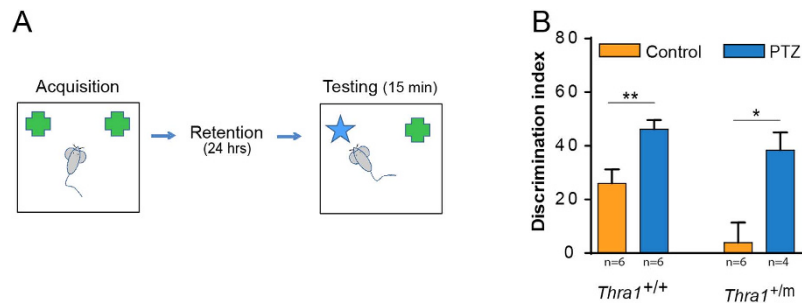 A
Acquisition
Retention
(24 hrs)
Testing (15 min)
B
Discrimination index
80
60
40
20
0
Control
PTZ
**
*
n=6
n=6
n=6
n=4
Thra1+/+
Thra1+/m